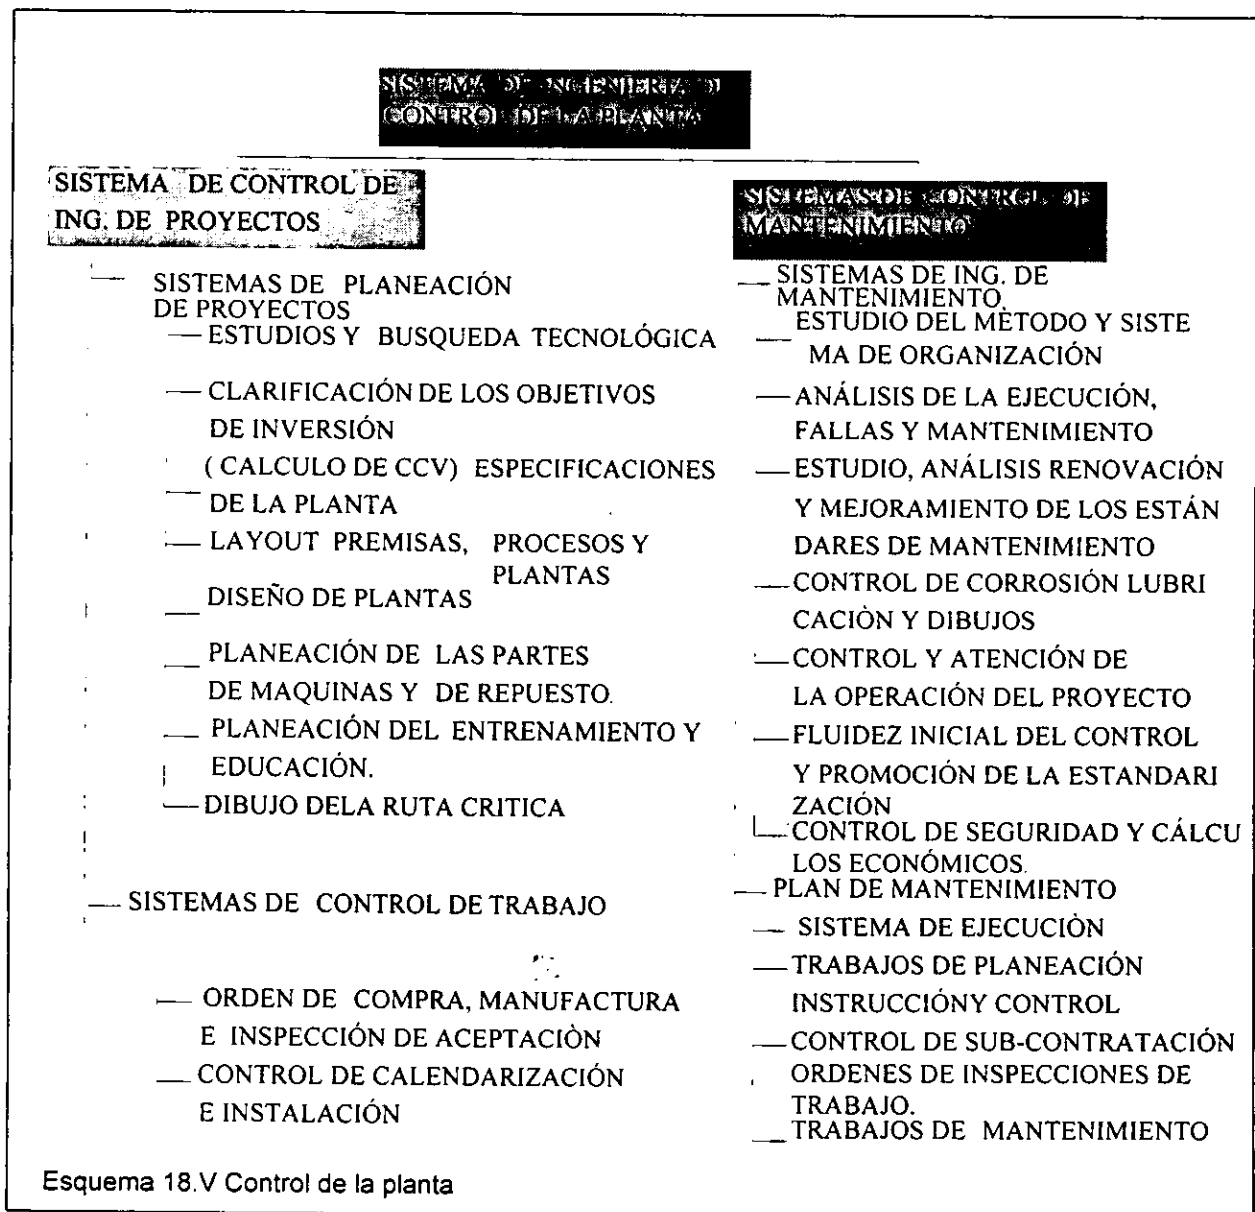 SISTEMA DE INGENIERIA DE
CONTROL DE LA PLANTA
SISTEMA DE CONTROL DE
ING. DE PROYECTOS
SISTEMAS DE PLANEACIÓN
DE PROYECTOS
ESTUDIOS Y BUSQUEDA TECNOLÓGICA
CLARIFICACIÓN DE LOS OBJETIVOS
DE INVERSIÓN
( CALCULO DE CCV) ESPECIFICACIONES
DE LA PLANTA
LAYOUT PREMISAS, PROCESOS Y
PLANTAS
DISEÑO DE PLANTAS
PLANEACIÓN DE LAS PARTES
DE MAQUINAS Y DE REPUESTO.
PLANEACIÓN DEL ENTRENAMIENTO Y
EDUCACIÓN.
DIBUJO DELA RUTA CRITICA
SISTEMAS DE CONTROL DE TRABAJO
ORDEN DE COMPRA, MANUFACTURA
E INSPECCIÓN DE ACEPTACIÒN
CONTROL DE CALENDARIZACIÓN
E INSTALACIÓN
SISTEMAS DE CONTROL DE
MANTENIMIENTO
SISTEMAS DE ING. DE
MANTENIMIENTO.
ESTUDIO DEL MÈTODO Y SISTE
MA DE ORGANIZACIÓN
ANÁLISIS DE LA EJECUCIÓN,
FALLAS Y MANTENIMIENTO
ESTUDIO, ANÁLISIS RENOVACIÓN
Y MEJORAMIENTO DE LOS ESTÁN
DARES DE MANTENIMIENTO
CONTROL DE CORROSIÓN LUBRI
CACIÒN Y DIBUJOS
CONTROL Y ATENCIÓN DE
LA OPERACIÓN DEL PROYECTO
FLUIDEZ INICIAL DEL CONTROL
Y PROMOCIÓN DE LA ESTANDARI
ZACIÓN
CONTROL DE SEGURIDAD Y CÁLCU
LOS ECONÓMICOS.
PLAN DE MANTENIMIENTO
SISTEMA DE EJECUCIÒN
TRABAJOS DE PLANEACIÓN
INSTRUCCIÓNY CONTROL
CONTROL DE SUB-CONTRATACIÓN
ORDENES DE INSPECCIONES DE
TRABAJO.
TRABAJOS DE MANTENIMIENTO
Esquema 18.V Control de la planta